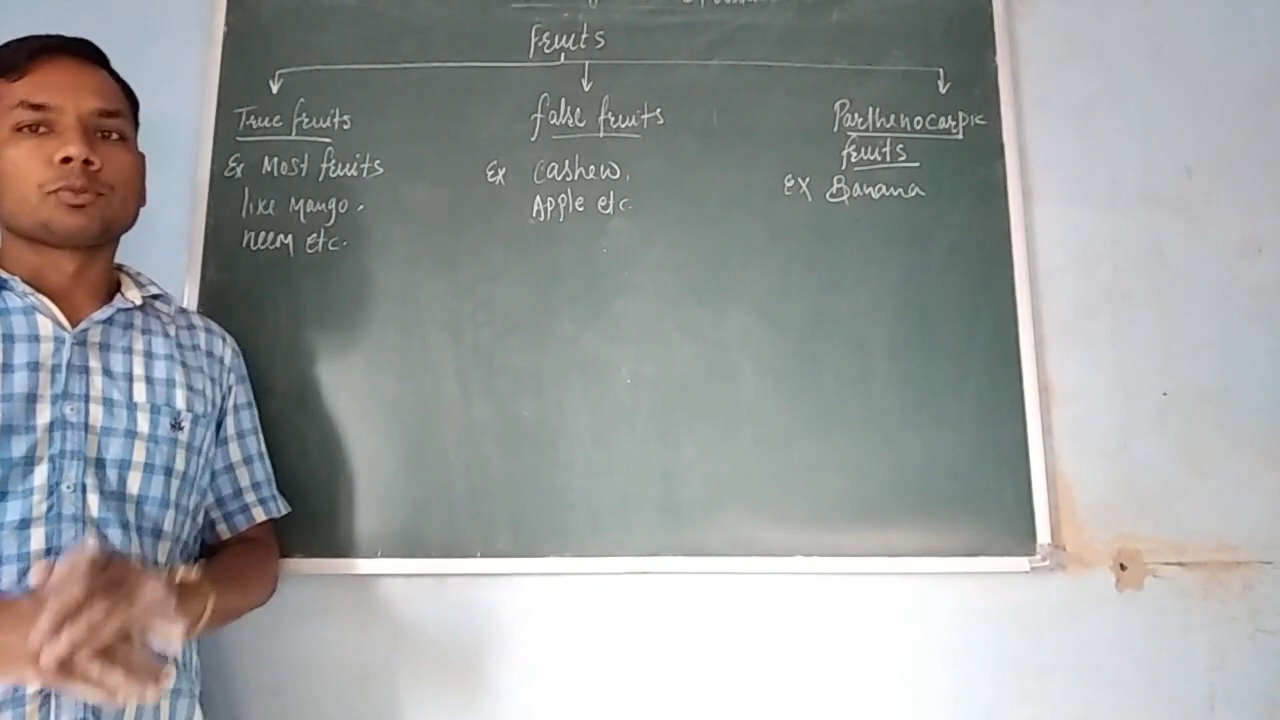 Fruits
True fruits
false fruits
Parthenocarpic
fruits
Ex Most fruits
like Mango.
neem etc.
Ex Cashew.
Apple etc.
EX Banana